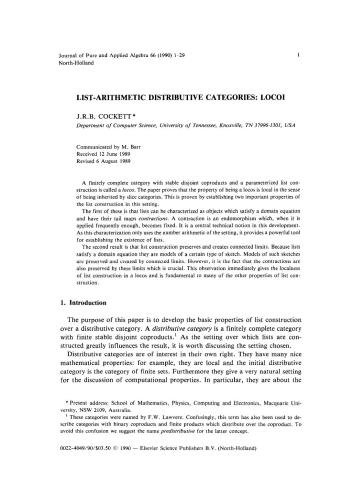 Journal of Pure and Applied Algebra 66 (1990) 1-29
1
North-Holland
LIST-ARITHMETIC DISTRIBUTIVE CATEGORIES: LOCOI
J.R.B. COCKETT*
Department of Computer Science, University of Tennessee, Knoxville, TN 37996-1301, USA
Communicated by M. Barr
Received 12 June 1989
Revised 6 August 1989
A finitely complete category with stable disjoint coproducts and a parameterized list con-
struction is called a locos. The paper proves that the property of being a locos is local in the sense
of being inherited by slice categories. This is proven by establishing two important properties of
the list construction in this setting.
The first of these is that lists can be characterized as objects which satisfy a domain equation
and have their tail maps contractions. A contraction is an endomorphism which, when it is
applied frequently enough, becomes fixed. It is a central technical notion in this development.
As this characterization only uses the number arithmetic of the setting, it provides a powerful tool
for establishing the existence of lists.
The second result is that list construction preserves and creates connected limits. Because lists
satisfy a domain equation they are models of a certain type of sketch. Models of such sketches
are preserved and created by connected limits. However, it is the fact that the contractions are
also preserved by these limits which is crucial. This observation immediately gives the localness
of list construction in a locos and is fundamental to many of the other properties of list con-
struction.
1. Introduction
The purpose of this paper is to develop the basic properties of list construction
over a distributive category. A distributive category is a finitely complete category
with finite stable disjoint coproducts.¹ As the setting over which lists are con-
structed greatly influences the result, it is worth discussing the setting chosen.
Distributive categories are of interest in their own right. They have many nice
mathematical properties: for example, they are local and the initial distributive
category is the category of finite sets. Furthermore they give a very natural setting
for the discussion of computational properties. In particular, they are about the
* Present address: School of Mathematics, Physics, Computing and Electronics, Macquarie Uni-
versity, NSW 2109, Australia.
¹ These categories were named by F.W. Lawvere. Confusingly, this term has also been used to de-
scribe categories with binary coproducts and finite products which distribute over the coproduct. To
avoid this confusion we suggest the name predistributive for the latter concept.
0022-4049/90/$03.50 © 1990 — Elsevier Science Publishers B.V. (North-Holland)